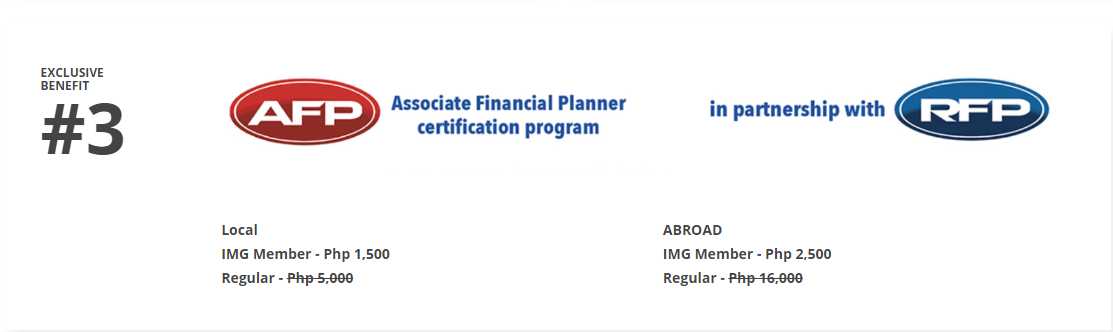 EXCLUSIVE
BENEFIT
#3
AFP
Associate Financial Planner
certification program
in partnership with
RFP
Local
IMG Member - Php 1,500
Regular - Php 5,000
ABROAD
IMG Member - Php 2,500
Regular - Php 16,000